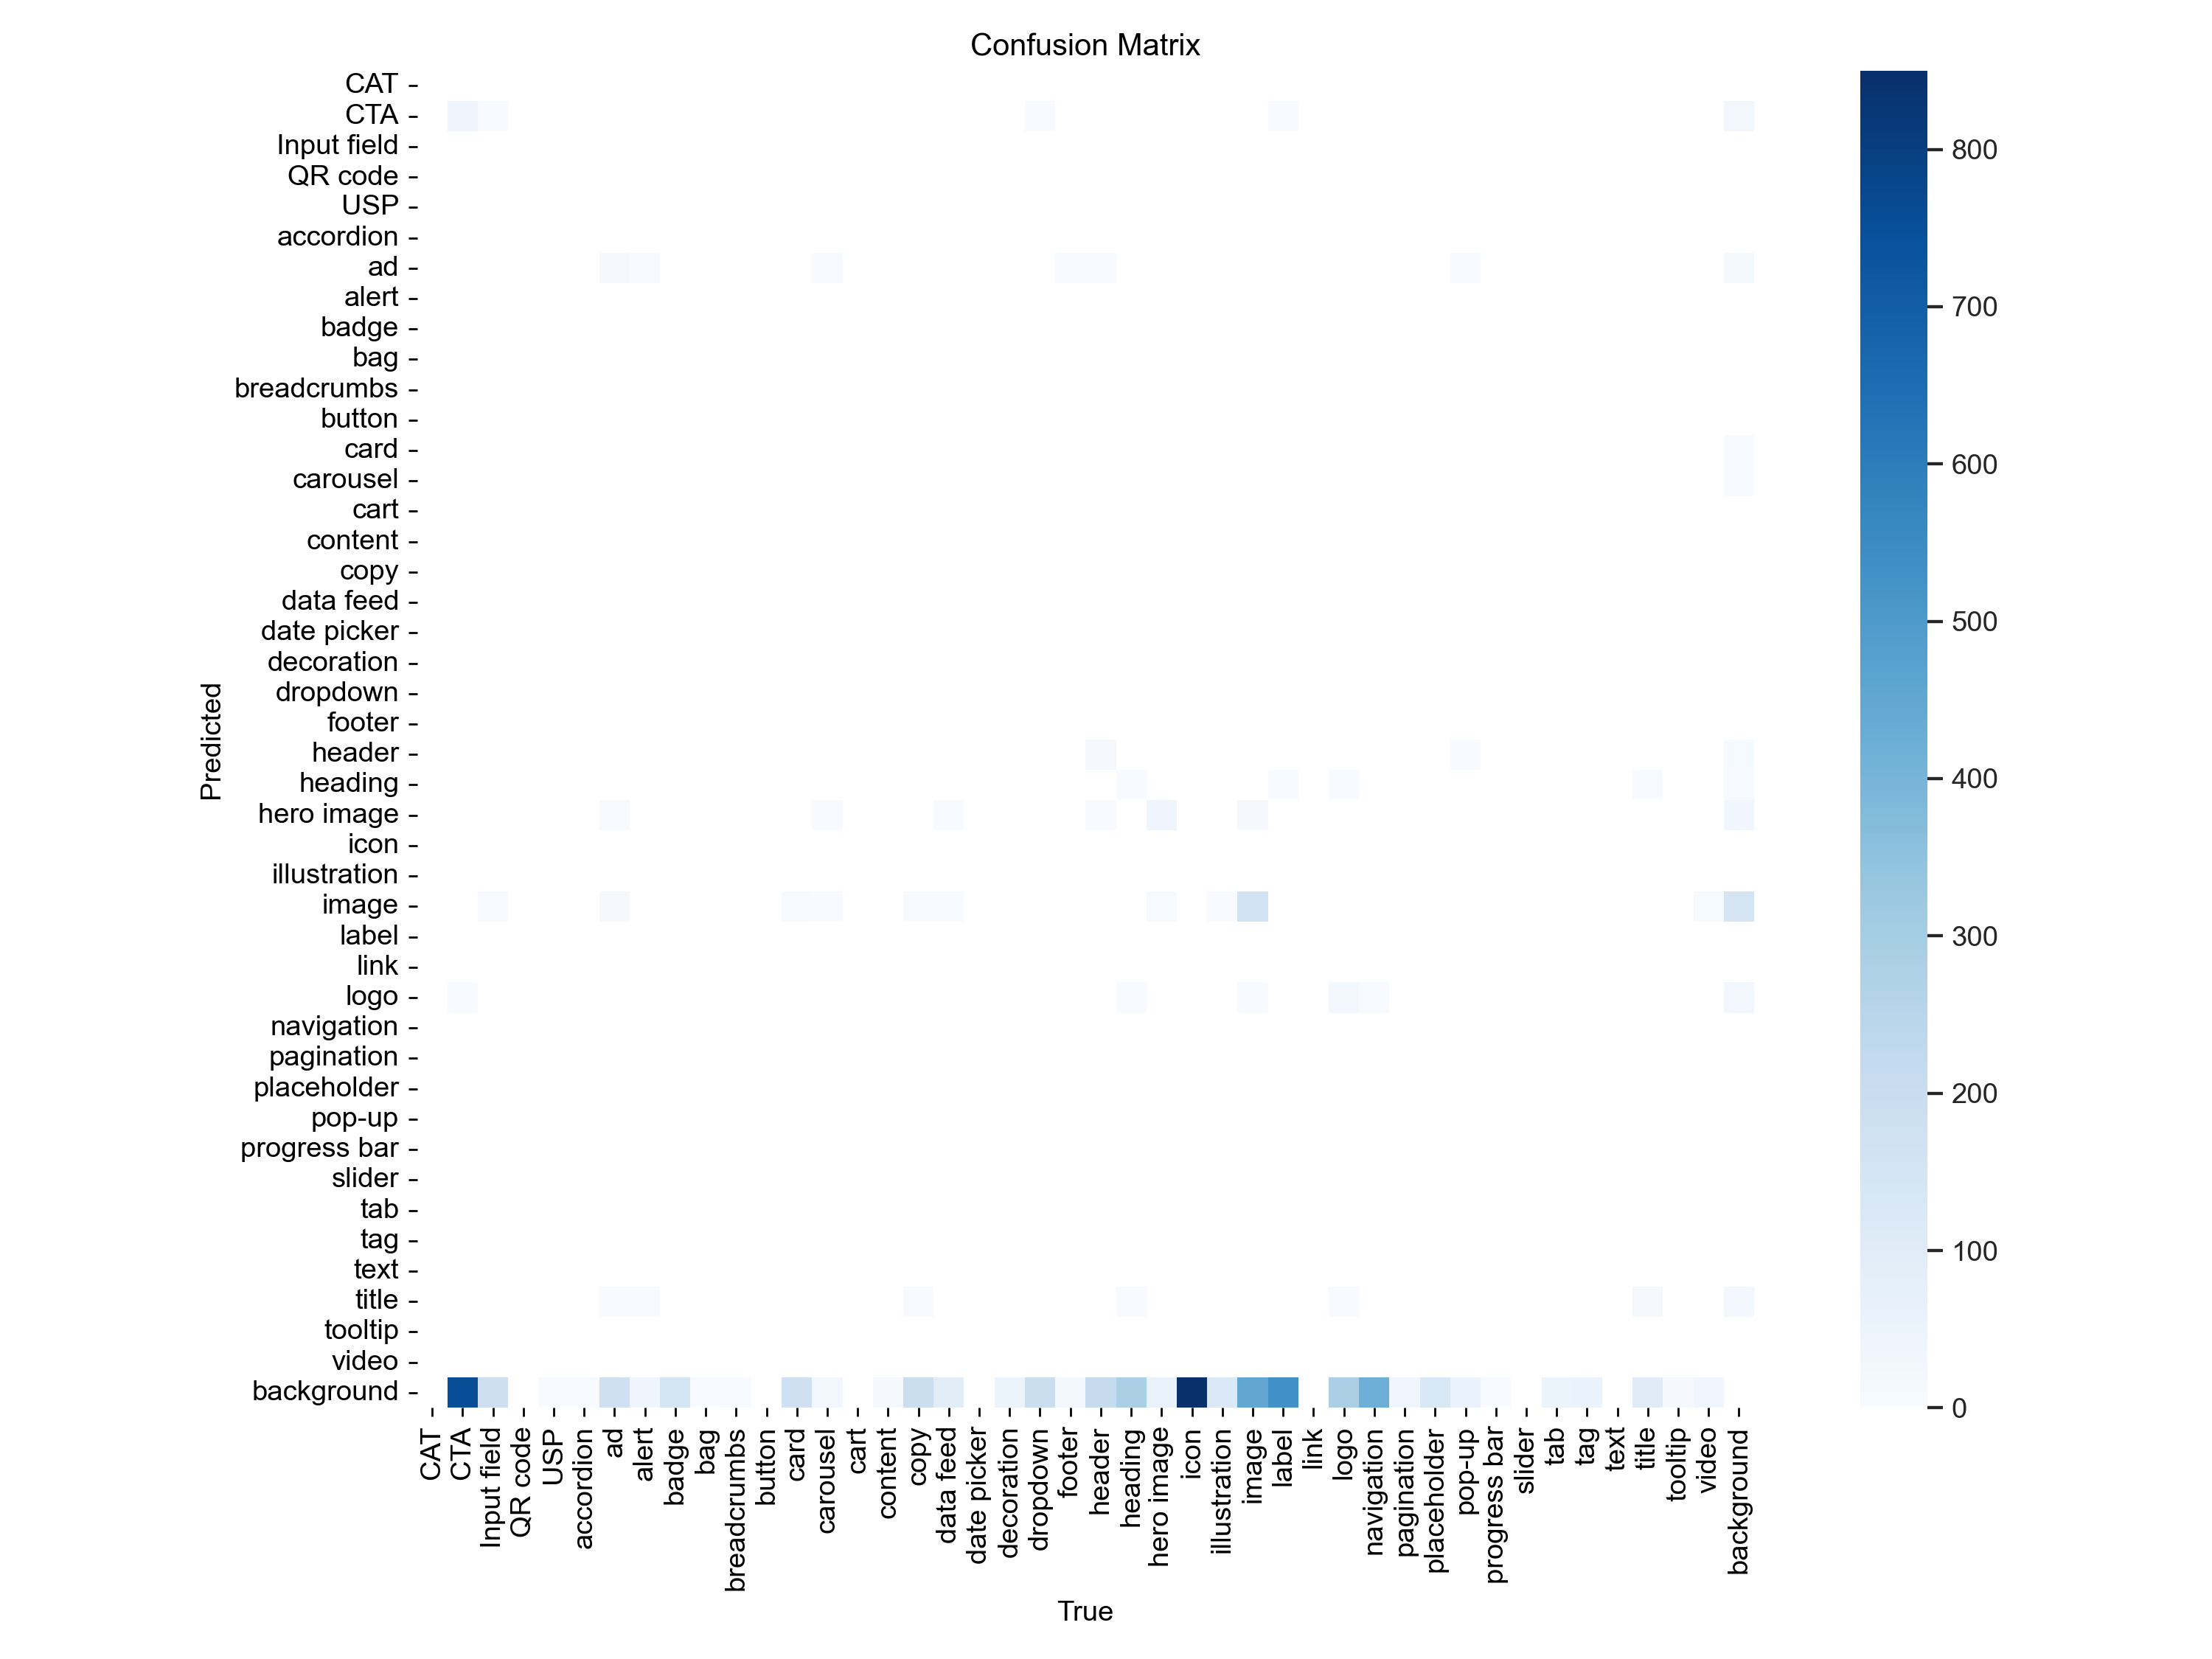 Confusion Matrix
Predicted
CAT
CTA
Input field
QR code
USP
accordion
ad
alert
badge
bag
breadcrumbs
button
card
carousel
cart
content
copy
data feed
date picker
decoration
dropdown
footer
header
heading
hero image
icon
illustration
image
label
link
logo
navigation
pagination
placeholder
pop-up
progress bar
slider
tab
tag
text
title
tooltip
video
background
CAT
CTA
Input field
QR code
USP
accordion
ad
alert
badge
bag
breadcrumbs
button
card
carousel
cart
content
copy
data feed
date picker
decoration
dropdown
footer
header
heading
hero image
icon
illustration
image
label
link
logo
navigation
pagination
placeholder
pop-up
progress bar
slider
tab
tag
text
title
tooltip
video
background
True
800
700
600
500
400
300
200
100
0